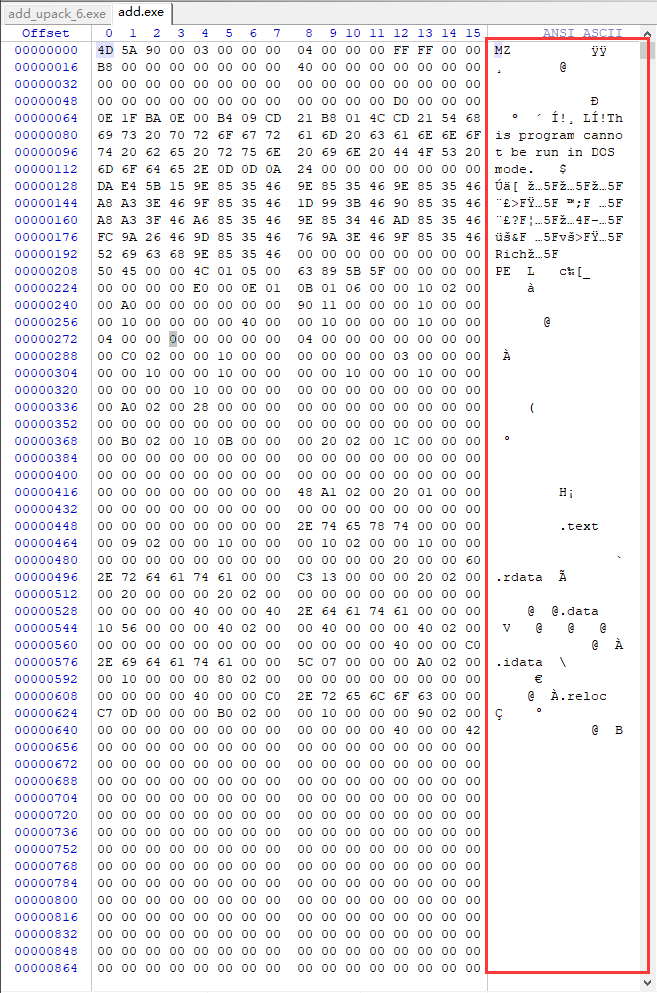 add_upack_6.exe add.exe
Offset 0 1 2 3 4 5 6 7 8 9 10 11 12 13 14 15 ANSI ASCII
00000000 4D 5A 90 00 03 00 00 00 04 00 00 00 FF FF 00 00 MZ ÿÿ
00000016 B8 00 00 00 00 00 00 00 40 00 00 00 00 00 00 00 ¸ @
00000032 00 00 00 00 00 00 00 00 00 00 00 00 00 00 00 00
00000048 00 00 00 00 00 00 00 00 00 00 00 00 D0 00 00 00 Ð
00000064 0E 1F BA 0E 00 B4 09 CD 21 B8 01 4C CD 21 54 68 º ´ Í!¸ LÍ!Th
00000080 69 73 20 70 72 6F 67 72 61 6D 20 63 61 6E 6E 6F is program canno
00000096 74 20 62 65 20 72 75 6E 20 69 6E 20 44 4F 53 20 t be run in DOS
00000112 6D 6F 64 65 2E 0D 0D 0A 24 00 00 00 00 00 00 00 mode. $
00000128 DA E4 5B 15 9E 85 35 46 9E 85 35 46 9E 85 35 46 Úä[ ž…5Fž…5Fž…5F
00000144 A8 A3 3E 46 9F 85 35 46 1D 99 3B 46 90 85 35 46 ¨£>FŸ…5F ™;F …5F
00000160 A8 A3 3F 46 A6 85 35 46 9E 85 34 46 AD 85 35 46 ¨£?F¦…5Fž…4F-…5F
00000176 FC 9A 26 46 9D 85 35 46 76 9A 3E 46 9F 85 35 46 üš&F …5Fvš>FŸ…5F
00000192 52 69 63 68 9E 85 35 46 00 00 00 00 00 00 00 00 Richž…5F
00000208 50 45 00 00 4C 01 05 00 63 89 5B 5F 00 00 00 00 PE L c‰[_
00000224 00 00 00 00 E0 00 0E 01 0B 01 06 00 00 10 02 00 à
00000240 00 A0 00 00 00 00 00 00 90 11 00 00 00 10 00 00
00000256 00 10 00 00 00 00 40 00 00 10 00 00 00 10 00 00 @
00000272 04 00 00 00 00 00 00 00 04 00 00 00 00 00 00 00
00000288 00 C0 02 00 00 10 00 00 00 00 00 00 03 00 00 00 À
00000304 00 00 10 00 00 10 00 00 00 00 10 00 00 10 00 00
00000320 00 00 00 00 10 00 00 00 00 00 00 00 00 00 00 00
00000336 00 A0 02 00 28 00 00 00 00 00 00 00 00 00 00 00 (
00000352 00 00 00 00 00 00 00 00 00 00 00 00 00 00 00 00
00000368 00 B0 02 00 10 0B 00 00 00 20 02 00 1C 00 00 00 °
00000384 00 00 00 00 00 00 00 00 00 00 00 00 00 00 00 00
00000400 00 00 00 00 00 00 00 00 00 00 00 00 00 00 00 00
00000416 00 00 00 00 00 00 00 00 48 A1 02 00 20 01 00 00 H¡
00000432 00 00 00 00 00 00 00 00 00 00 00 00 00 00 00 00
00000448 00 00 00 00 00 00 00 00 2E 74 65 78 74 00 00 00 .text
00000464 00 09 02 00 00 10 00 00 00 10 02 00 00 10 00 00
00000480 00 00 00 00 00 00 00 00 00 00 00 00 20 00 00 60 `
00000496 2E 72 64 61 74 61 00 00 C3 13 00 00 00 20 02 00 .rdata Ã
00000512 00 20 00 00 00 20 02 00 00 00 00 00 00 00 00 00
00000528 00 00 00 00 40 00 00 40 2E 64 61 74 61 00 00 00 @ @.data
00000544 10 56 00 00 00 40 02 00 00 40 00 00 00 40 02 00 V @ @ @
00000560 00 00 00 00 00 00 00 00 00 00 00 00 40 00 00 C0 @ À
00000576 2E 69 64 61 74 61 00 00 5C 07 00 00 00 A0 02 00 .idata \
00000592 00 10 00 00 00 80 02 00 00 00 00 00 00 00 00 00 €
00000608 00 00 00 00 40 00 00 C0 2E 72 65 6C 6F 63 00 00 @ À.reloc
00000624 C7 0D 00 00 00 B0 02 00 00 10 00 00 00 90 02 00 Ç °
00000640 00 00 00 00 00 00 00 00 00 00 00 00 40 00 00 42 @ B
00000656 00 00 00 00 00 00 00 00 00 00 00 00 00 00 00 00
00000672 00 00 00 00 00 00 00 00 00 00 00 00 00 00 00 00
00000688 00 00 00 00 00 00 00 00 00 00 00 00 00 00 00 00
00000704 00 00 00 00 00 00 00 00 00 00 00 00 00 00 00 00
00000720 00 00 00 00 00 00 00 00 00 00 00 00 00 00 00 00
00000736 00 00 00 00 00 00 00 00 00 00 00 00 00 00 00 00
00000752 00 00 00 00 00 00 00 00 00 00 00 00 00 00 00 00
00000768 00 00 00 00 00 00 00 00 00 00 00 00 00 00 00 00
00000784 00 00 00 00 00 00 00 00 00 00 00 00 00 00 00 00
00000800 00 00 00 00 00 00 00 00 00 00 00 00 00 00 00 00
00000816 00 00 00 00 00 00 00 00 00 00 00 00 00 00 00 00
00000832 00 00 00 00 00 00 00 00 00 00 00 00 00 00 00 00
00000848 00 00 00 00 00 00 00 00 00 00 00 00 00 00 00 00
00000864 00 00 00 00 00 00 00 00 00 00 00 00 00 00 00 00